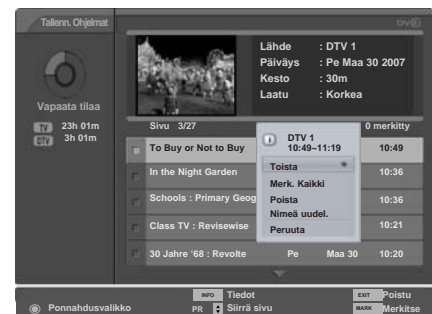 Tallenn. Ohjelmat
DTV
Lähde : DTV 1
Päiväys : Pe Maa 30 2007
Kesto : 30m
Laatu : Korkea
Vapaata tilaa
TV 23h 01m
DTV 3h 01m
Sivu 3/27
0 merkitty
To Buy or Not to Buy 10:49
In the Night Garden 10:36
Schools : Primary Geog 10:36
Class TV : Revisewise 10:21
30 Jahre ‘68 : Revolte Pe Maa 30 10:20
i DTV 1
10:49~11:19
Toista
Merk. Kaikki
Poista
Nimeä uudel.
Peruuta
INFO Tiedot
EXIT Poistu
Ponnahdusvalikko
PR Siirrä sivu
MARK Merkitse